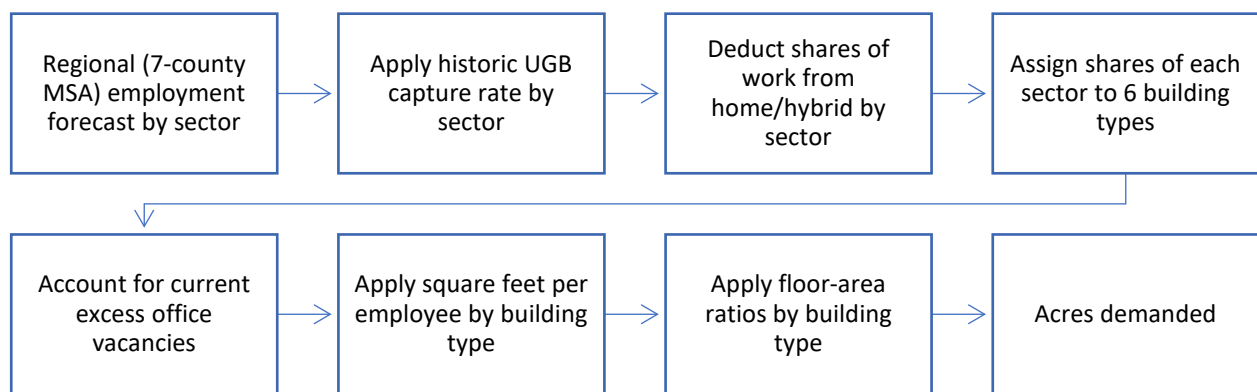 Regional (7-county
MSA) employment
forecast by sector
Apply historic UGB
capture rate by
sector
Deduct shares of
work from
home/hybrid by
sector
Assign shares of each
sector to 6 building
types
Account for current
excess office
vacancies
Apply square feet per
employee by building
type
Apply floor-area
ratios by building
type
Acres demanded